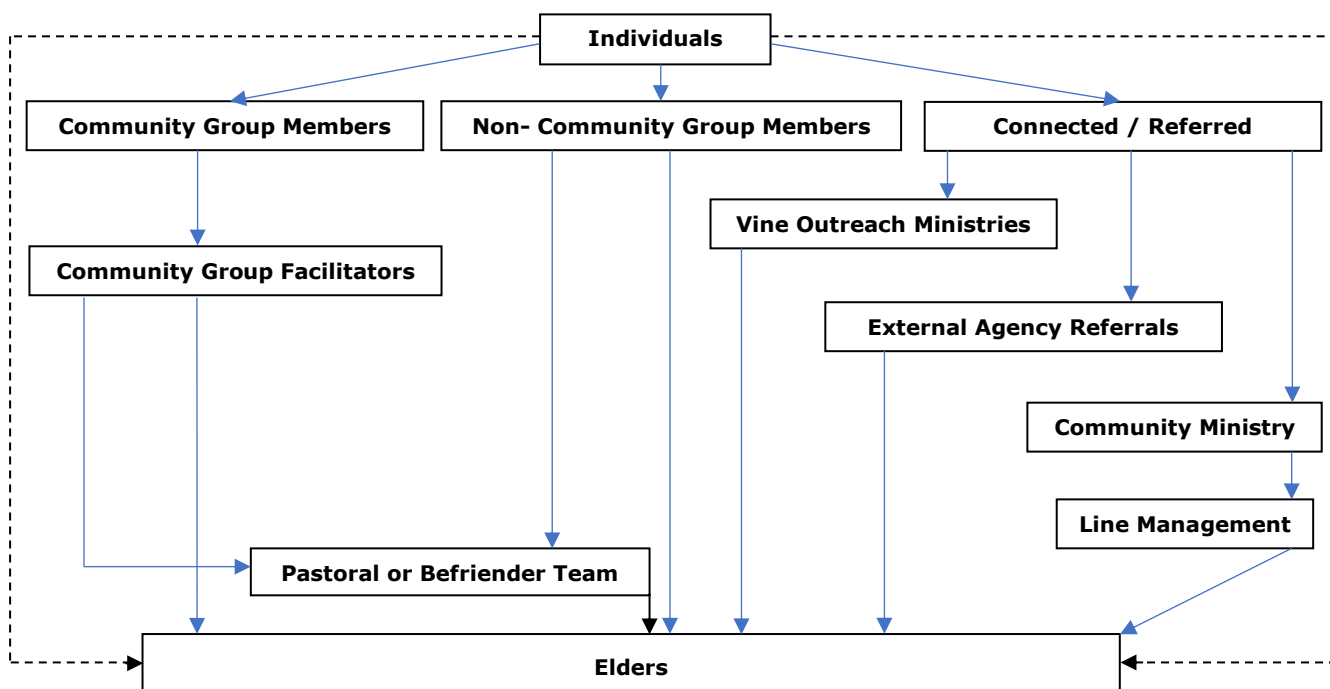 Individuals
Community Group Members
Non- Community Group Members
Connected / Referred
Vine Outreach Ministries
Community Group Facilitators
External Agency Referrals
Community Ministry
Line Management
Pastoral or Befriender Team
Elders